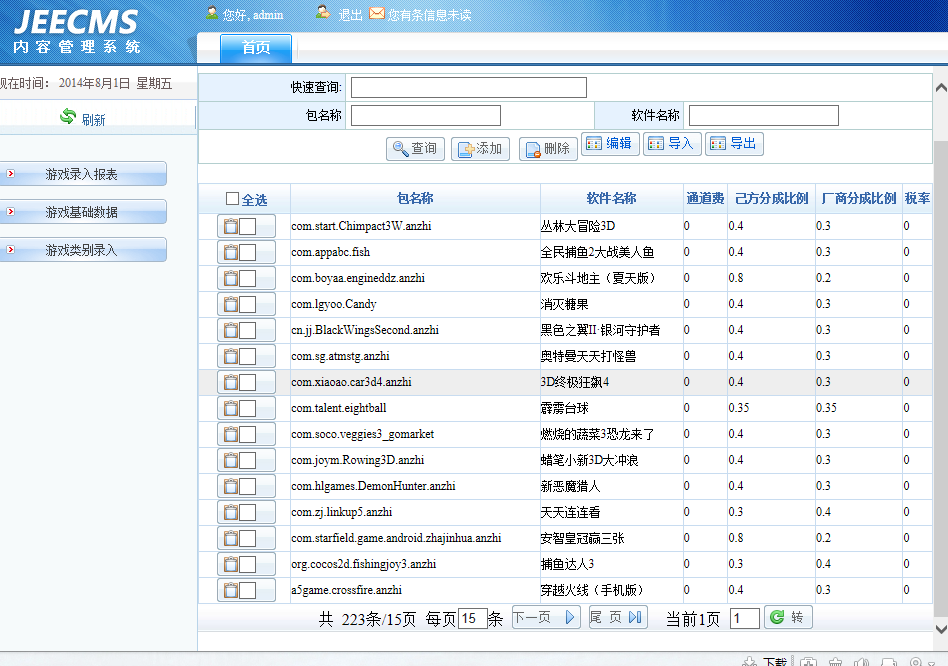 JEECMS
内 容 管 理 系 统
您好, admin 退出 您有条信息未读
首页
现在时间： 2014年8月1日 星期五
刷新
游戏录入报表
游戏基础数据
游戏类别录入
快速查询:
包名称 软件名称
查询 添加 删除 编辑 导入 导出
全选 包名称 软件名称 通道费 己方分成比例 厂商分成比例 税率
com.start.Chimpact3W.anzhi 丛林大冒险3D 0 0.4 0.3 0
com.appabc.fish 全民捕鱼2大战美人鱼 0 0.4 0.3 0
com.boyaa.engineddz.anzhi 欢乐斗地主（夏天版） 0 0.8 0.2 0
com.lgyoo.Candy 消灭糖果 0 0.4 0.3 0
cn.jj.BlackWingsSecond.anzhi 黑色之翼II·银河守护者 0 0.4 0.3 0
com.sg.atmstg.anzhi 奥特曼天天打怪兽 0 0.4 0.3 0
com.xiaoao.car3d4.anzhi 3D终极狂飙4 0 0.4 0.3 0
com.talent.eightball 霹雳台球 0 0.35 0.35 0
com.soco.veggies3_gomarket 燃烧的蔬菜3恐龙来了 0 0.4 0.3 0
com.joym.Rowing3D.anzhi 蜡笔小新3D大冲浪 0 0.4 0.3 0
com.hlgames.DemonHunter.anzhi 新恶魔猎人 0 0.4 0.3 0
com.zj.linkup5.anzhi 天天连连看 0 0.3 0.4 0
com.starfield.game.android.zhajinhua.anzhi 安智皇冠赢三张 0 0.8 0.2 0
org.cocos2d.fishingjoy3.anzhi 捕鱼达人3 0 0.3 0.4 0
a5game.crossfire.anzhi 穿越火线（手机版） 0 0.4 0.3 0
共 223条/15页 每页 15 条 下一页 尾 页 当前1页 1 转
下载